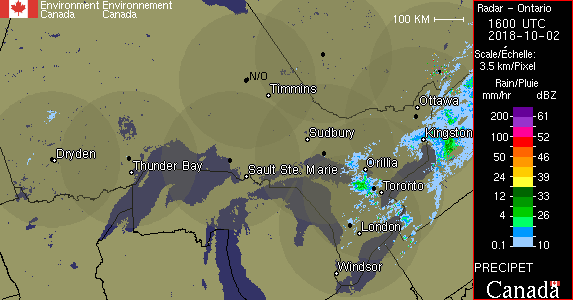 Environment Environnement
Canada Canada
100 KM
N/O
Timmins
Ottawa
Sudbury
Kingston
Dryden
Thunder Bay
Sault Ste. Marie
Orillia
Toronto
London
Windsor
Radar - Ontario
1600 UTC
2018-10-02
Scale/Échelle:
3.5 km/Pixel
Rain/Pluie
mm/hr dBZ
200 61
100 52
50 46
24 39
12 33
4 26
0.1 10
PRECIPET
Canada